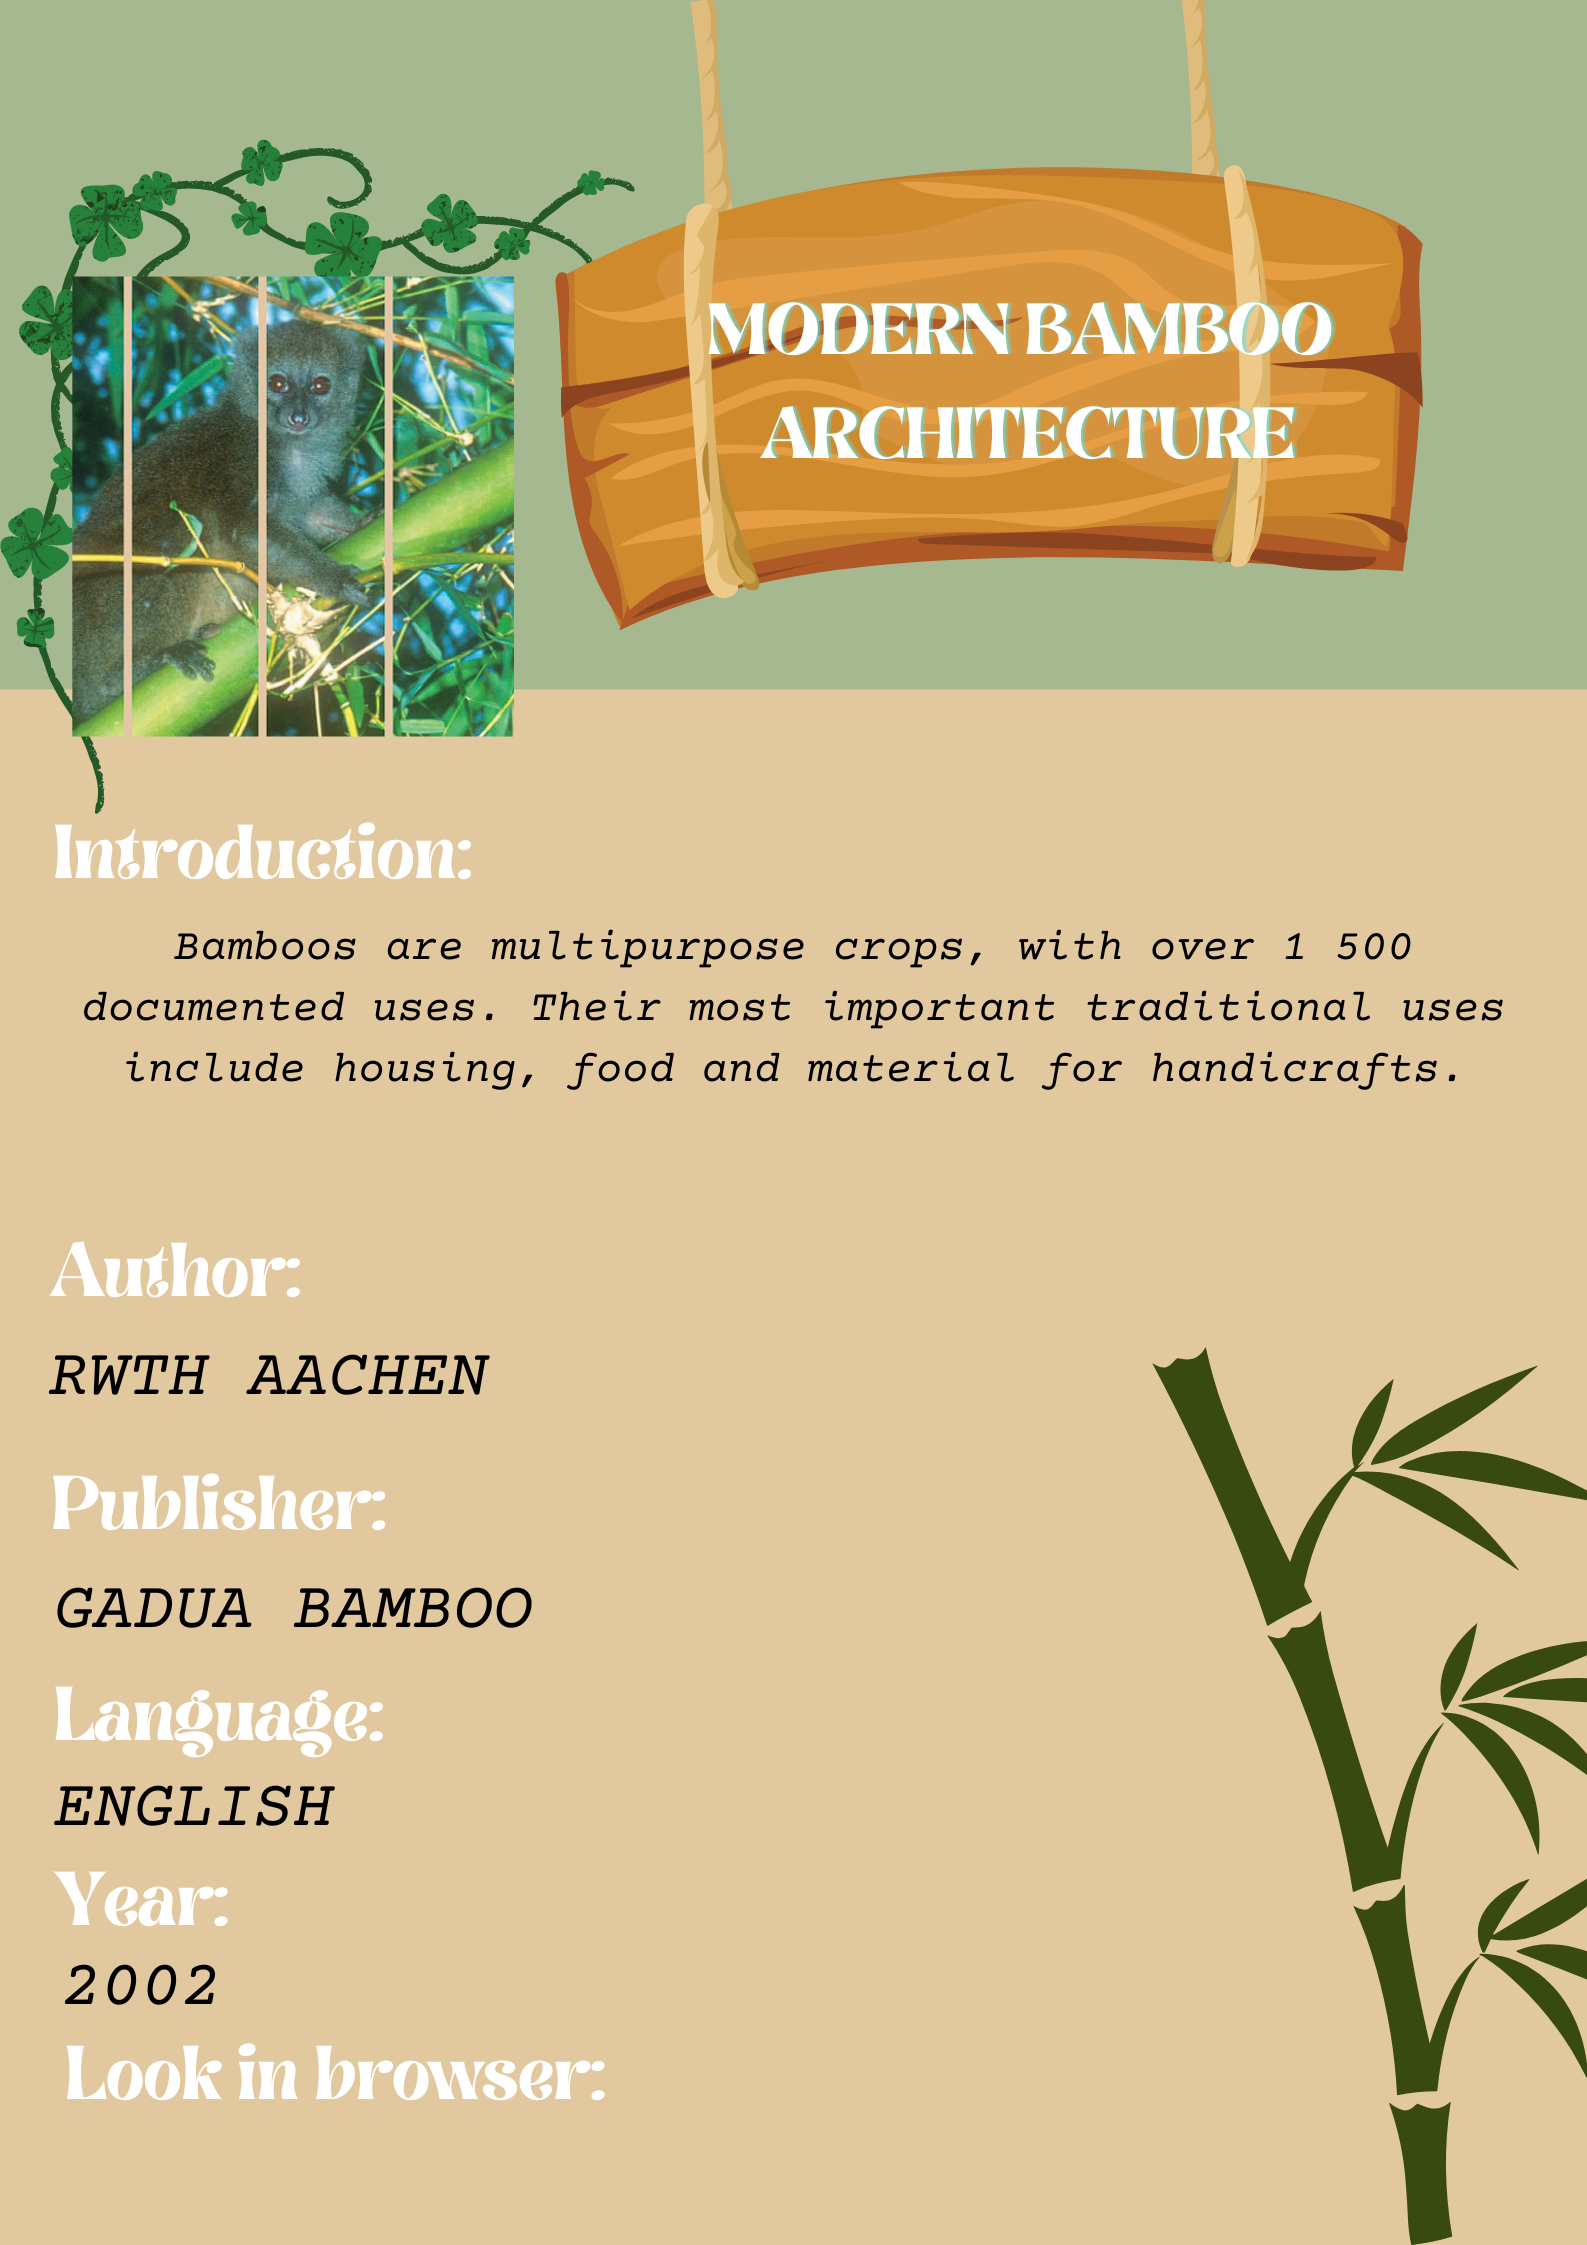 MODERN BAMBOO
ARCHITECTURE
Introduction:
Bamboos are multipurpose crops, with over 1 500
documented uses. Their most important traditional uses
include housing, food and material for handicrafts.
Author:
RWTH AACHEN
Publisher:
GADUA BAMBOO
Language:
ENGLISH
Year:
2002
Look in browser: